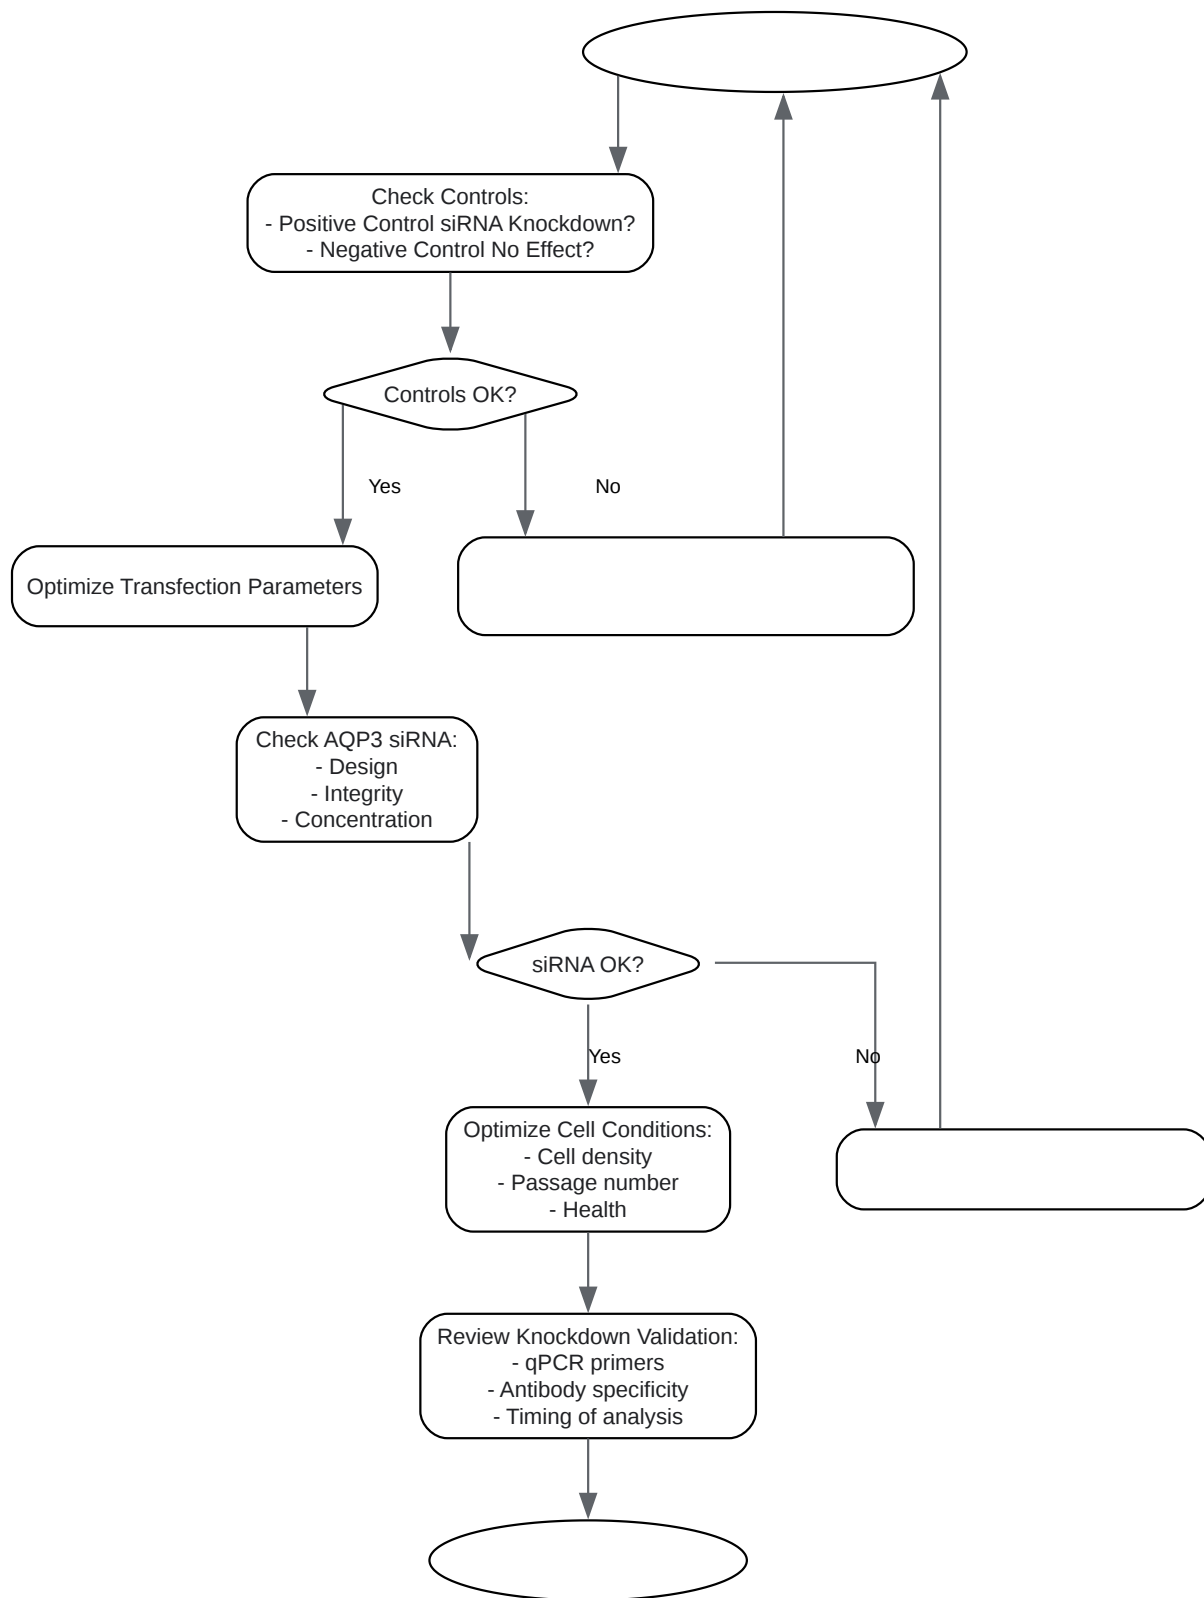 Check Controls:
- Positive Control siRNA Knockdown?
- Negative Control No Effect?
Controls OK?
Yes
No
Optimize Transfection Parameters
Check AQP3 siRNA:
- Design
- Integrity
- Concentration
siRNA OK?
Yes
No
Optimize Cell Conditions:
- Cell density
- Passage number
- Health
Review Knockdown Validation:
- qPCR primers
- Antibody specificity
- Timing of analysis